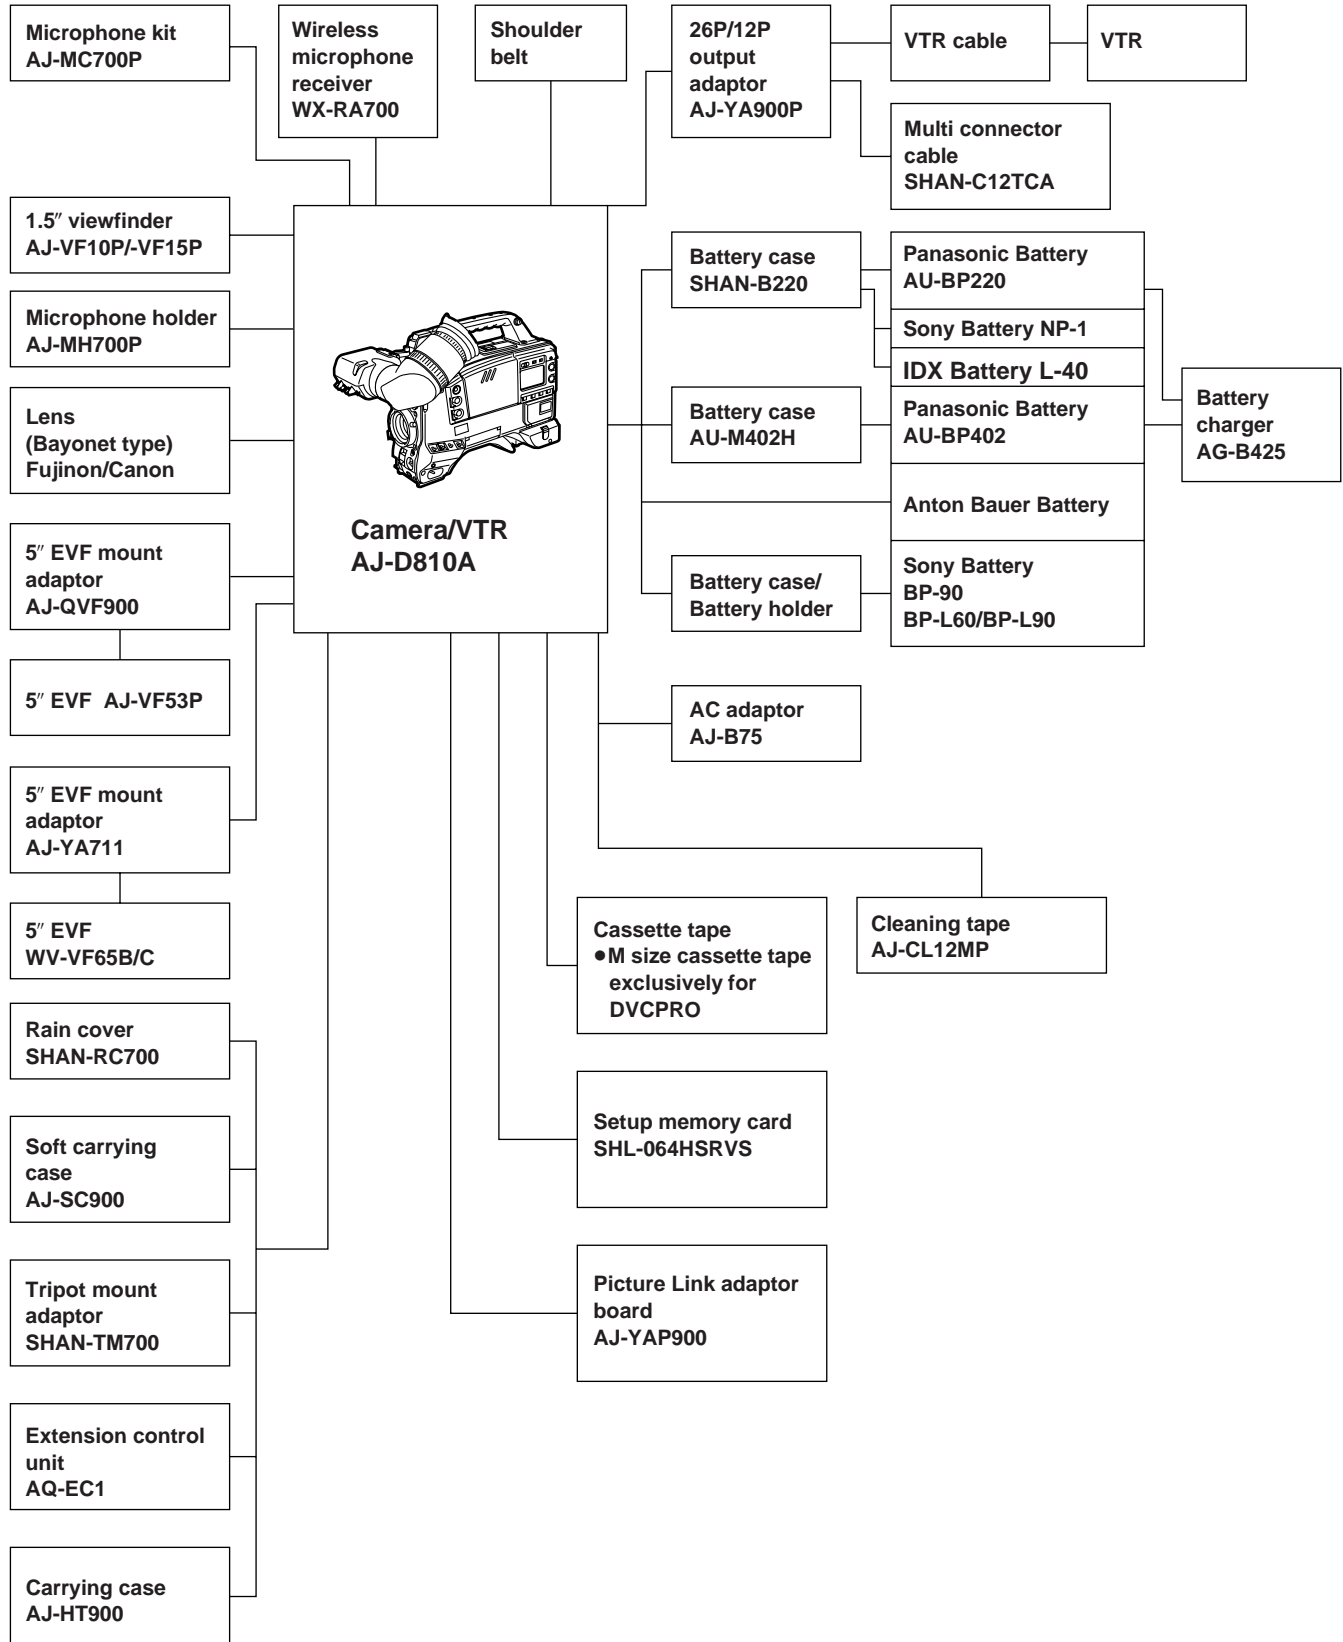 Microphone kit
AJ-MC700P
Wireless
microphone
receiver
WX-RA700
Shoulder
belt
26P/12P
output
adaptor
AJ-YA900P
VTR cable
VTR
Multi connector
cable
SHAN-C12TCA
1.5″ viewfinder
AJ-VF10P/-VF15P
Microphone holder
AJ-MH700P
Lens
(Bayonet type)
Fujinon/Canon
5″ EVF mount
adaptor
AJ-QVF900
5″ EVF AJ-VF53P
5″ EVF mount
adaptor
AJ-YA711
5″ EVF
WV-VF65B/C
Rain cover
SHAN-RC700
Soft carrying
case
AJ-SC900
Tripot mount
adaptor
SHAN-TM700
Extension control
unit
AQ-EC1
Carrying case
AJ-HT900
Camera/VTR
AJ-D810A
Battery case
SHAN-B220
Panasonic Battery
AU-BP220
Sony Battery NP-1
IDX Battery L-40
Battery case
AU-M402H
Panasonic Battery
AU-BP402
Battery
charger
AG-B425
Anton Bauer Battery
Battery case/
Battery holder
Sony Battery
BP-90
BP-L60/BP-L90
AC adaptor
AJ-B75
Cassette tape
●M size cassette tape
exclusively for
DVCPRO
Cleaning tape
AJ-CL12MP
Setup memory card
SHL-064HSRVS
Picture Link adaptor
board
AJ-YAP900